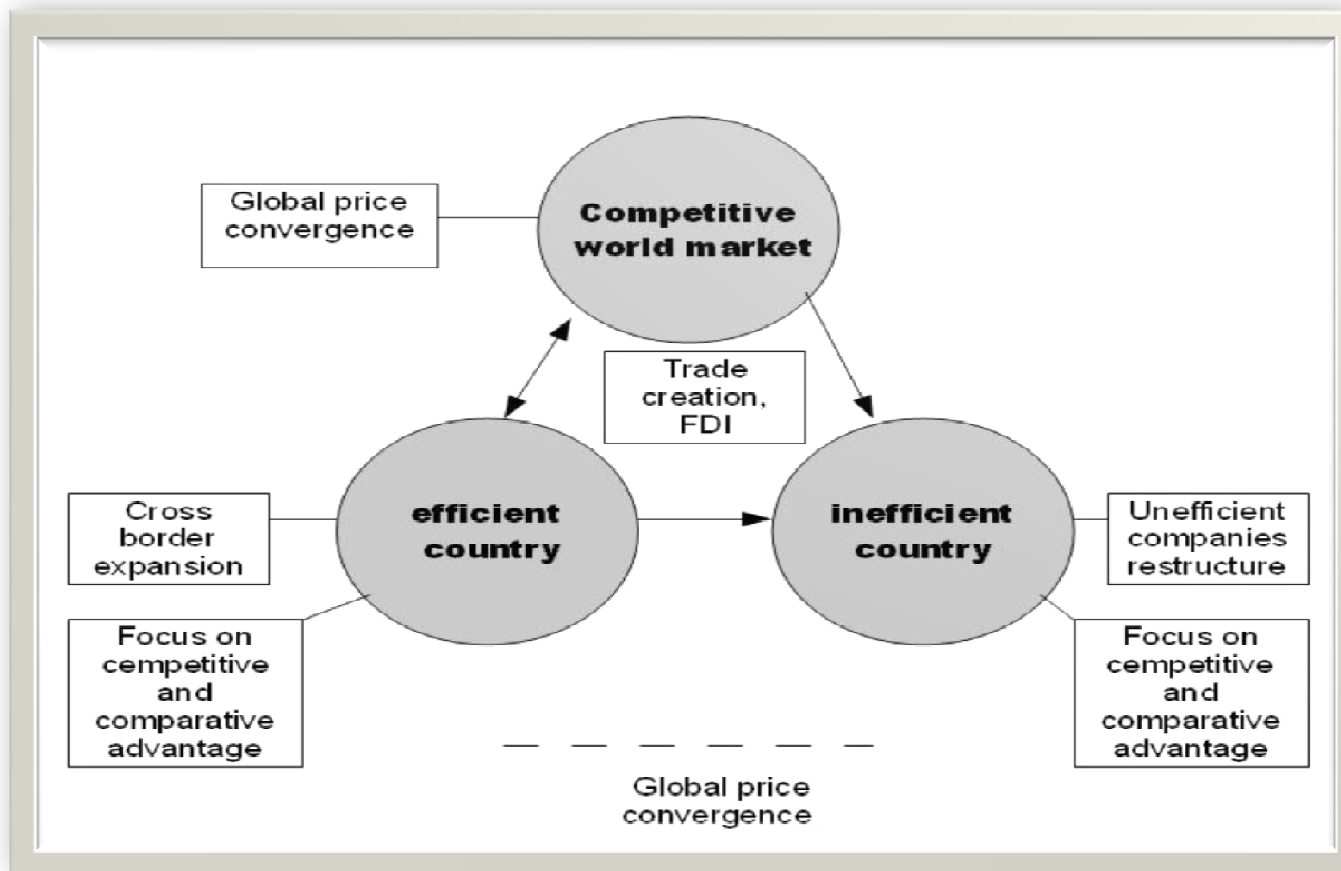 Global price
convergence
Competitive
world market
Trade
creation,
FDI
efficient
country
inefficient
country
Cross
border
expansion
Unefficient
companies
restructure
Focus on
cempetitive
and
comparative
advantage
Focus on
cempetitive
and
comparative
advantage
Global price
convergence